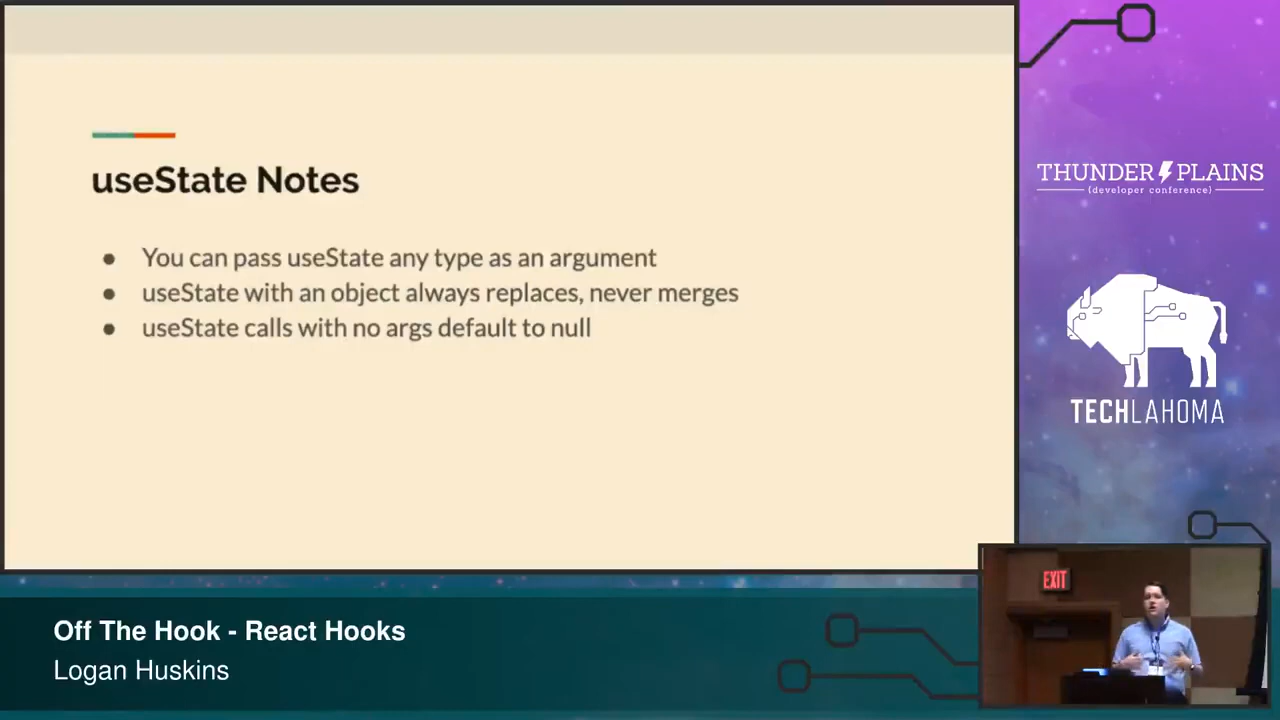 useState Notes
● You can pass useState any type as an argument
● useState with an object always replaces, never merges
● useState calls with no args default to null
THUNDER PLAINS
{developer conference}
TECHLAHOMA
EXIT
Off The Hook - React Hooks
Logan Huskins